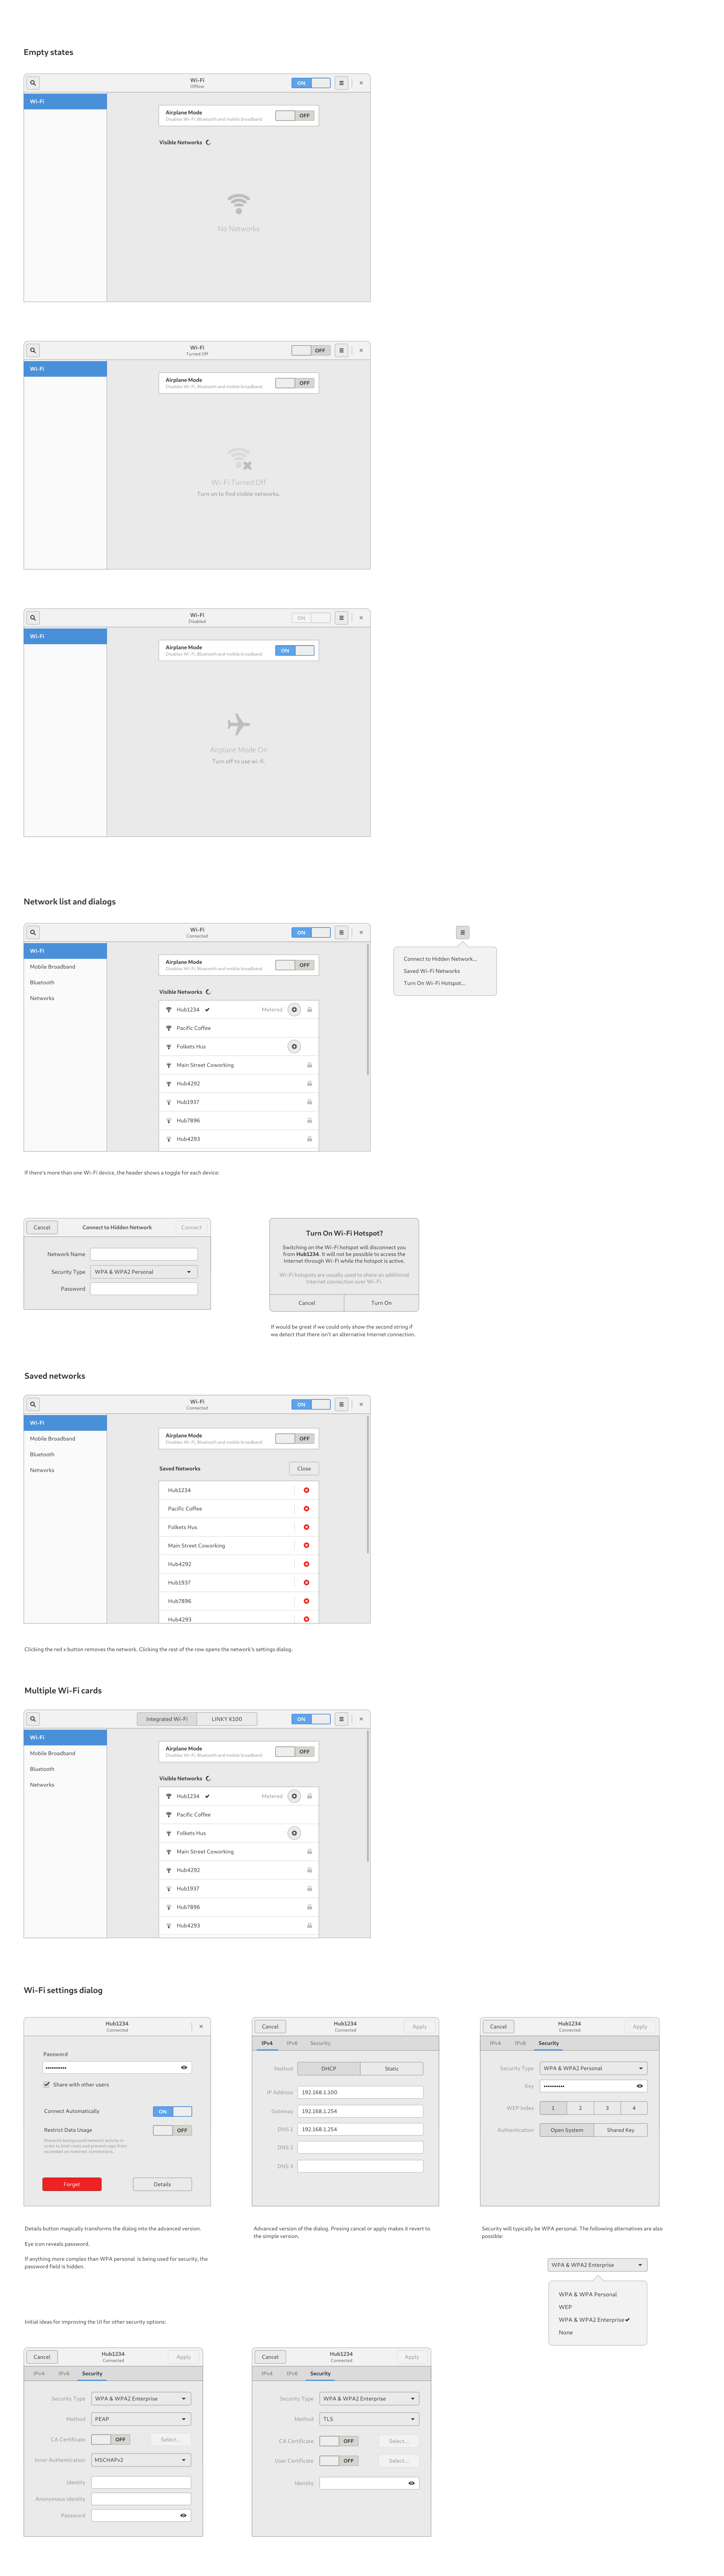 Empty states
Wi-Fi
Offline
ON
Wi-Fi
Airplane Mode
Disables Wi-Fi, Bluetooth and mobile broadband
OFF
Visible Networks
No Networks
Wi-Fi
Turned Off
OFF
Wi-Fi
Airplane Mode
Disables Wi-Fi, Bluetooth and mobile broadband
OFF
Wi-Fi Turned Off
Turn on to find visible networks.
Wi-Fi
Disabled
ON
Wi-Fi
Airplane Mode
Disables Wi-Fi, Bluetooth and mobile broadband
ON
Airplane Mode On
Turn off to use wi-fi.
Network list and dialogs
Wi-Fi
Connected
ON
Wi-Fi
Mobile Broadband
Bluetooth
Networks
Airplane Mode
Disables Wi-Fi, Bluetooth and mobile broadband
OFF
Visible Networks
Hub1234
Metered
Pacific Coffee
Folkets Hus
Main Street Coworking
Hub4292
Hub1937
Hub7896
Hub4293
Connect to Hidden Network...
Saved Wi-Fi Networks
Turn On Wi-Fi Hotspot...
If there's more than one Wi-Fi device, the header shows a toggle for each device:
Cancel
Connect to Hidden Network
Connect
Network Name
Security Type
WPA & WPA2 Personal
Password
Turn On Wi-Fi Hotspot?
Switching on the Wi-Fi hotspot will disconnect you
from Hub1234. It will not be possible to access the
Internet through Wi-Fi while the hotspot is active.
Wi-Fi hotspots are usually used to share an additional
Internet connection over Wi-Fi.
Cancel
Turn On
If would be great if we could only show the second string if
we detect that there isn't an alternative Internet connection.
Saved networks
Wi-Fi
Connected
ON
Wi-Fi
Mobile Broadband
Bluetooth
Networks
Airplane Mode
Disables Wi-Fi, Bluetooth and mobile broadband
OFF
Saved Networks
Close
Hub1234
Pacific Coffee
Folkets Hus
Main Street Coworking
Hub4292
Hub1937
Hub7896
Hub4293
Clicking the red x button removes the network. Clicking the rest of the row opens the network's settings dialog.
Multiple Wi-Fi cards
Integrated Wi-Fi
LINKY K100
ON
Wi-Fi
Mobile Broadband
Bluetooth
Networks
Airplane Mode
Disables Wi-Fi, Bluetooth and mobile broadband
OFF
Visible Networks
Hub1234
Metered
Pacific Coffee
Folkets Hus
Main Street Coworking
Hub4292
Hub1937
Hub7896
Hub4293
Wi-Fi settings dialog
Hub1234
Connected
Password
Share with other users
Connect Automatically
ON
Restrict Data Usage
OFF
Prevents background network activity in
order to limit costs and prevent caps from
exceeded on metered connections.
Forget
Details
Details button magically transforms the dialog into the advanced version.
Eye icon reveals password.
If anything more complex than WPA personal is being used for security, the
password field is hidden.
Cancel
Hub1234
Connected
Apply
IPv4
IPv6
Security
Method
DHCP
Static
IP Address
192.168.1.100
Gateway
192.168.1.254
DNS 1
192.168.1.254
DNS 2
DNS 3
Advanced version of the dialog. Presing cancel or apply makes it revert to
the simple version.
Cancel
Hub1234
Connected
Apply
IPv4
IPv6
Security
Security Type
WPA & WPA2 Personal
Key
WEP Index
1
2
3
4
Authentication
Open System
Shared Key
Security will typically be WPA personal. The following alternatives are also
possible:
WPA & WPA2 Enterprise
WPA & WPA Personal
WEP
WPA & WPA2 Enterprise
None
Initial ideas for improving the UI for other security options:
Cancel
Hub1234
Connected
Apply
IPv4
IPv6
Security
Security Type
WPA & WPA2 Enterprise
Method
PEAP
CA Certificate
OFF
Select...
Inner Authentication
MSCHAPv2
Identity
Anonymous Identity
Password
Cancel
Hub1234
Connected
Apply
IPv4
IPv6
Security
Security Type
WPA & WPA2 Enterprise
Method
TLS
CA Certificate
OFF
Select...
User Certificate
OFF
Select...
Identity